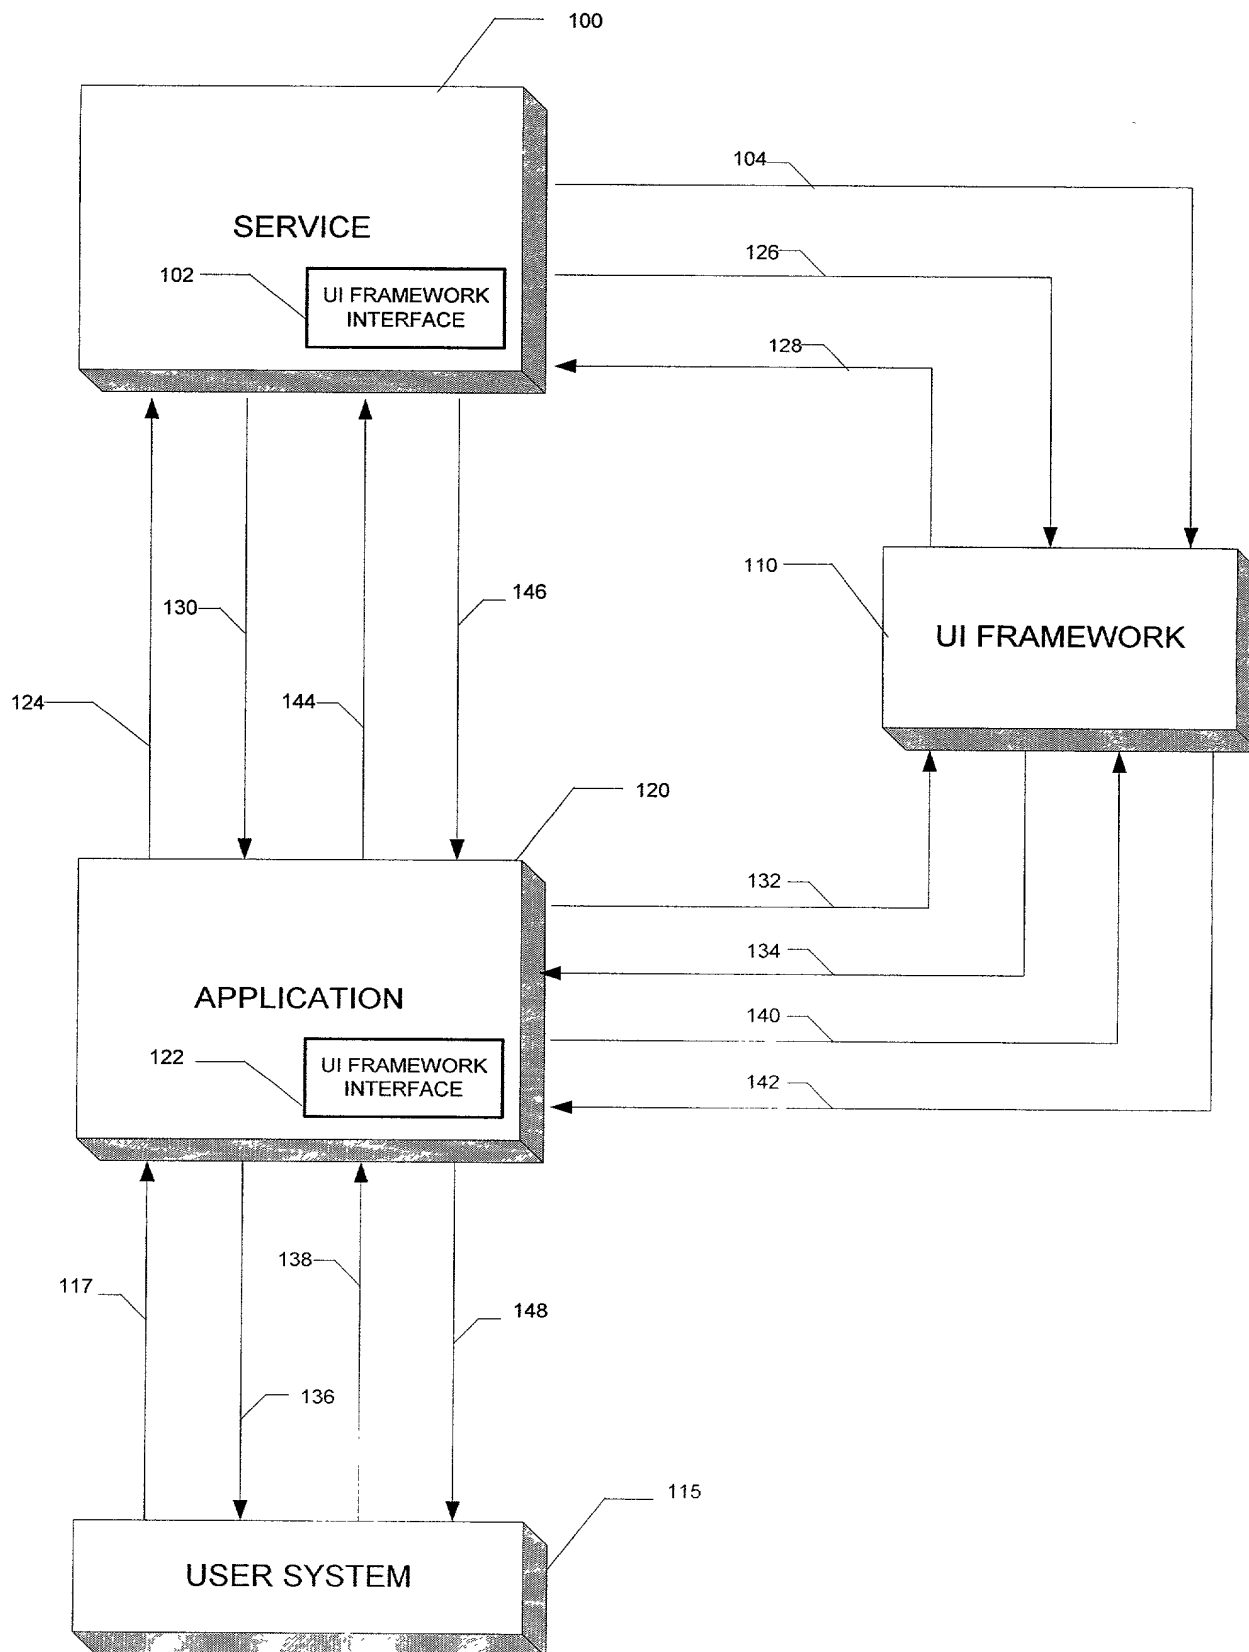 100
104
SERVICE
126
102
UI FRAMEWORK
INTERFACE
128
110
146
130
UI FRAMEWORK
124
144
120
132
134
APPLICATION
140
122
UI FRAMEWORK
INTERFACE
142
138
117
148
136
115
USER SYSTEM